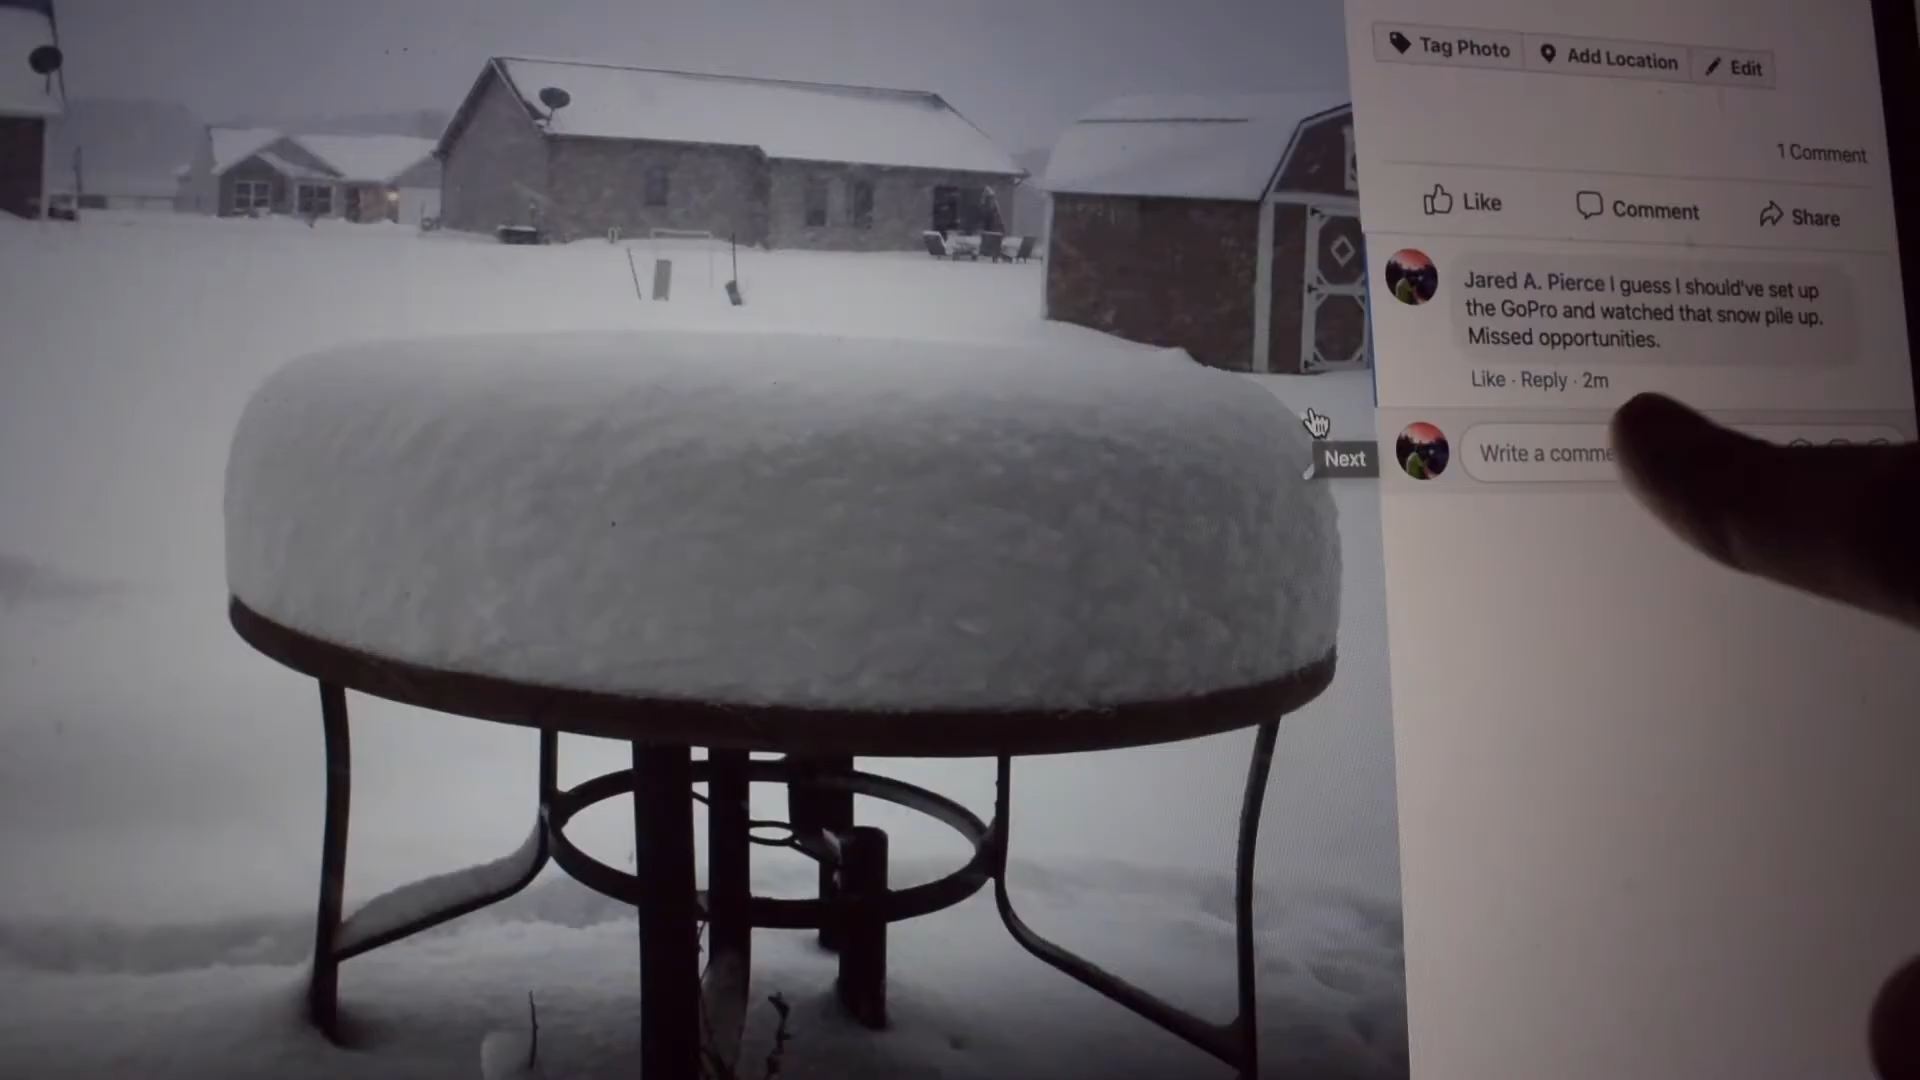 Tag Photo
Add Location
Edit
1 Comment
Like
Comment
Share
Jared A. Pierce I guess I should've set up
the GoPro and watched that snow pile up.
Missed opportunities.
Like · Reply · 2m
Next
Write a comme